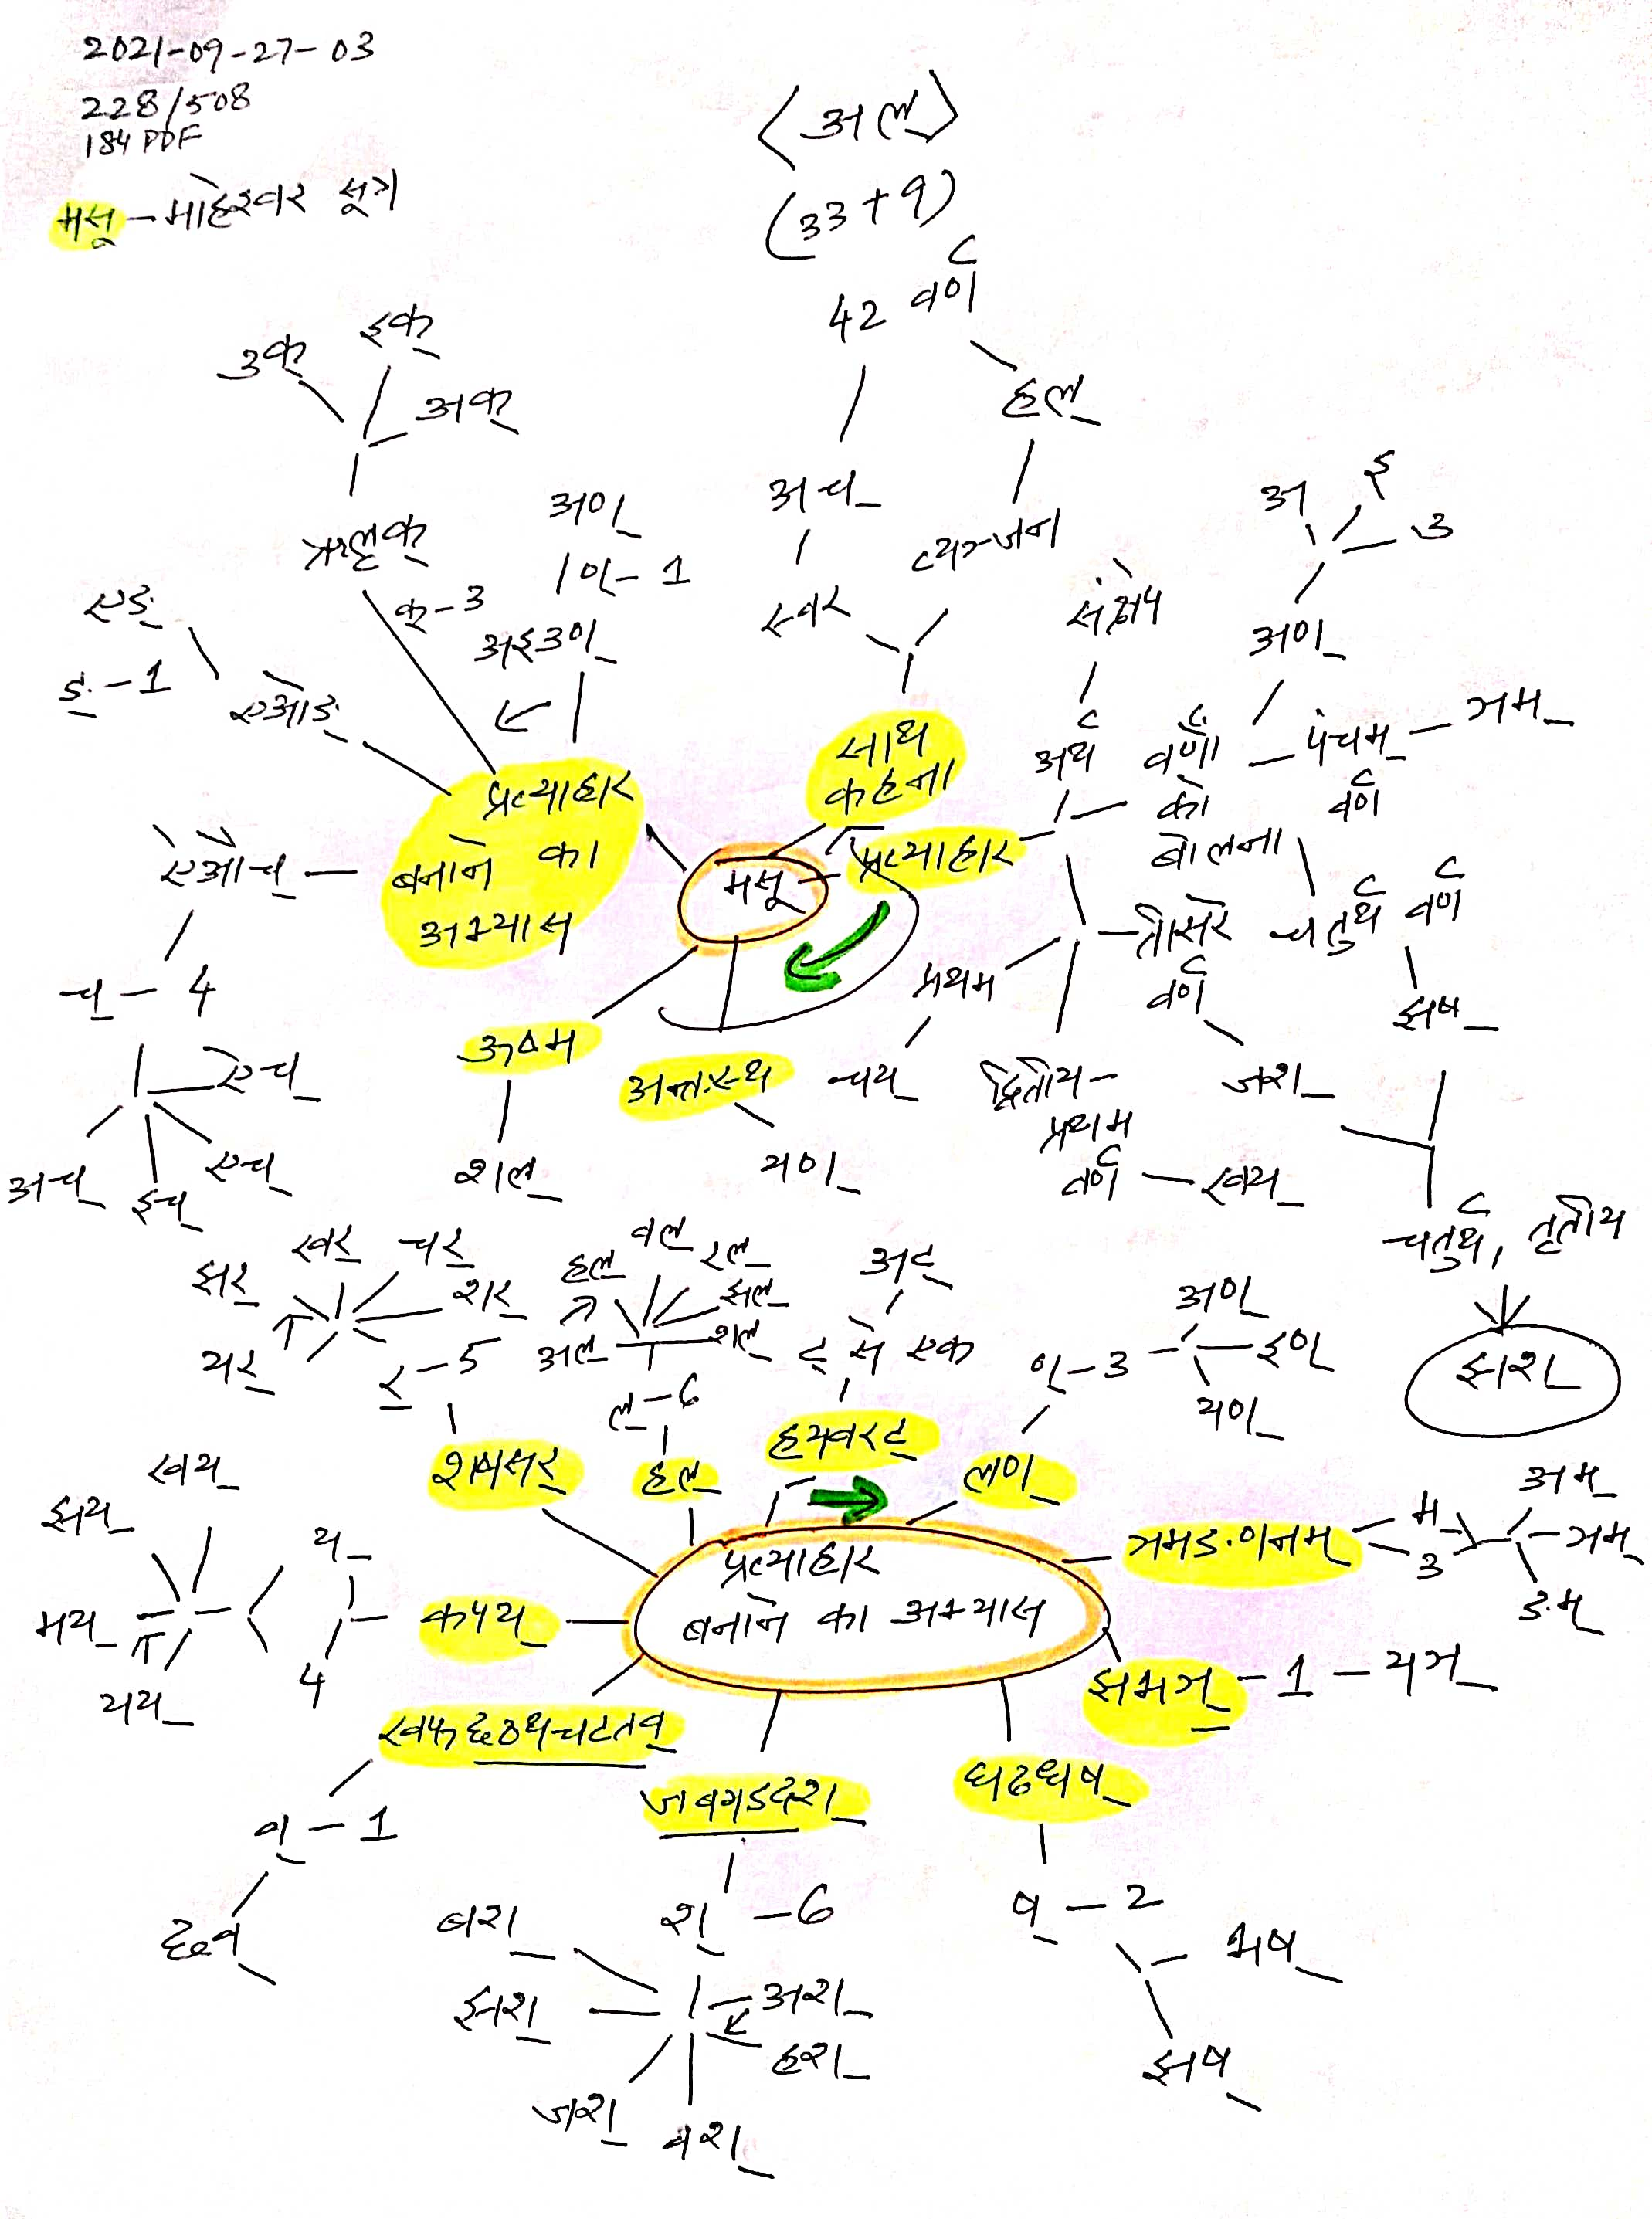 2021-09-27-03
228/508
184 PDF
मसू - माहेश्वर सूत्र
<अल्>
(33+9)
42 वर्ण
हल्
व्यञ्जन
अच्
स्वर
साथ
कहना
उक्
इक्
अक्
ऋलृक्
क्-3
अण्
ण्-1
अइउण्
एङ्
ङ्-1
एओङ्
प्रत्याहार
बनाने का
अभ्यास
ऐऔच्
च्-4
ऐच्
एच्
इच्
अच्
मसू
प्रत्याहार
संक्षेप
अर्थ
वर्णों
को
बोलना
अ
इ
उ
अण्
पंचम्
वर्ण
ञम्
चतुर्थ वर्ण
झष्
तीसरे
वर्ण
जश्
प्रथम
चय्
द्वितीय-
प्रथम
वर्ण - खय्
चतुर्थ, तृतीय
झश्
अन्तःस्थ
यण्
ऊष्म
शल्
प्रत्याहार
बनाने का अभ्यास
हयवरट्
ट् से एक
अट्
लण्
ण्-3
अण्
इण्
यण्
ञमङणनम्
म्
3
अम्
ञम्
ङम्
झभञ् - 1 - यञ्
घढधष्
ष् - 2
भष्
झष्
जबगडदश्
श् - 6
अश्
हश्
वश्
जश्
झश्
बश्
खफछठथचटतव्
व् - 1
छव्
कपय्
य्
4
खय्
झय्
मय्
यय्
शषसर्
र्-5
शर्
चर्
खर्
झर्
यर्
हल्
ल्-6
अल्
हल्
वल्
रल्
झल्
शल्